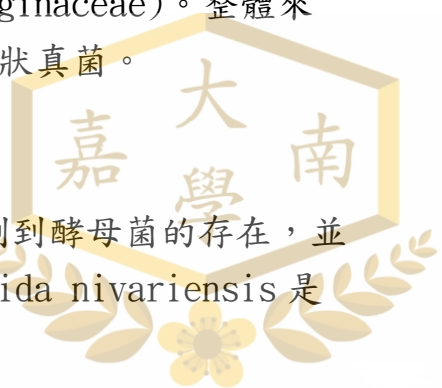 ginaceae)。整體來
狀真菌。
到酵母菌的存在，並
ida nivariensis 是
嘉南大學